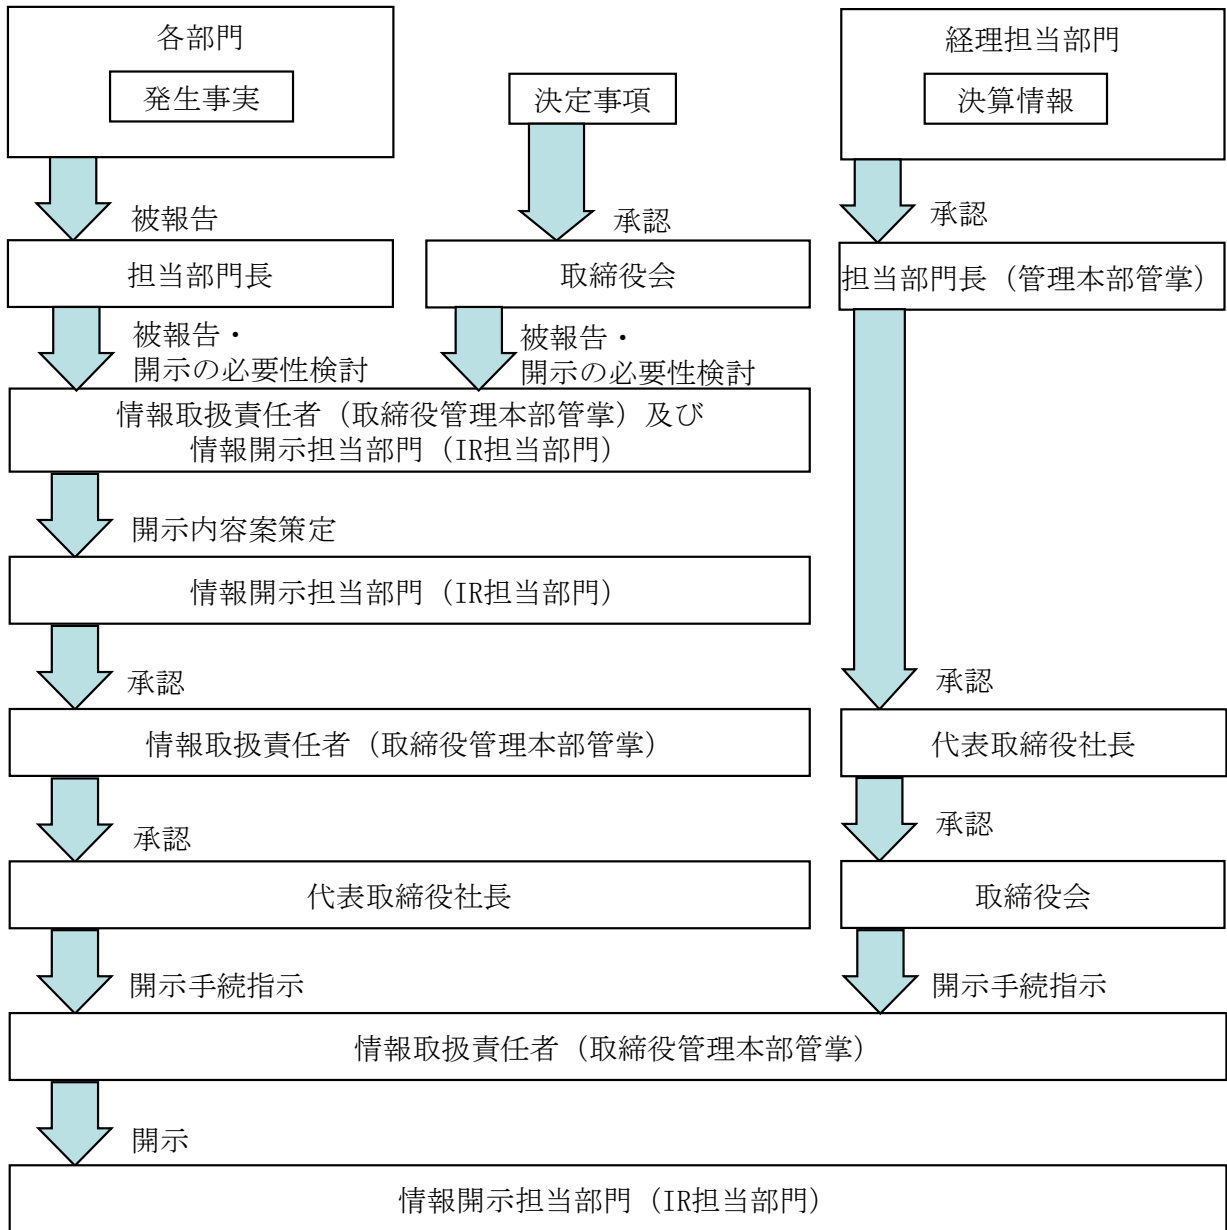 各部門
発生事実
決定事項
経理担当部門
決算情報
被報告
承認
承認
担当部門長
取締役会
担当部門長（管理本部管掌）
被報告・
開示の必要性検討
被報告・
開示の必要性検討
情報取扱責任者（取締役管理本部管掌）及び
情報開示担当部門（IR担当部門）
開示内容案策定
情報開示担当部門（IR担当部門）
承認
承認
情報取扱責任者（取締役管理本部管掌）
代表取締役社長
承認
承認
代表取締役社長
取締役会
開示手続指示
開示手続指示
情報取扱責任者（取締役管理本部管掌）
開示
情報開示担当部門（IR担当部門）